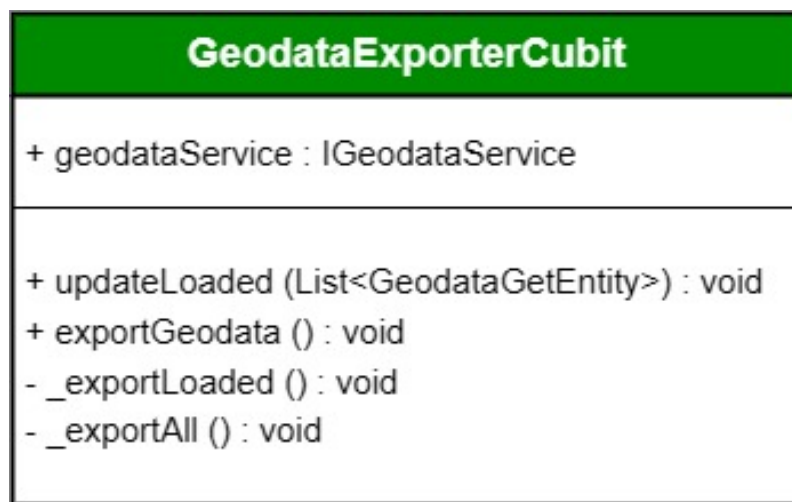 GeodataExporterCubit
+ geodataService : IGeodataService
+ updateLoaded (List<GeodataGetEntity>) : void
+ exportGeodata () : void
- _exportLoaded () : void
- _exportAll () : void